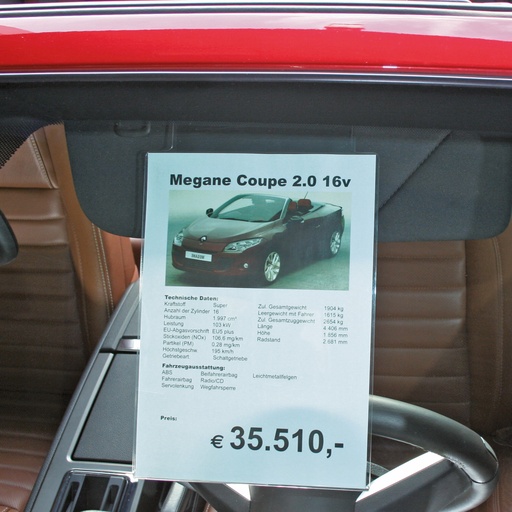 Megane Coupe 2.0 16v
Technische Daten:
Kraftstoff Super
Anzahl der Zylinder 16
Hubraum 1.997 cm³
Leistung 103 kW
EU-Abgasvorschrift EU5 plus
Stickoxiden (NOx) 106.6 mg/km
Partikel (PM) 0.28 mg/km
Höchstgeschw. 195 km/h
Getriebeart Schaltgetriebe
Zul. Gesamtgewicht 1904 kg
Leergewicht mit Fahrer 1615 kg
Zul. Gesamtzuggewicht 2654 kg
Länge 4.406 mm
Höhe 1.656 mm
Radstand 2.681 mm
Fahrzeugausstattung:
ABS Beifahrerairbag Leichtmetallfelgen
Fahrerairbag Radio/CD
Servolenkung Wegfahrsperre
Preis:
€ 35.510,-